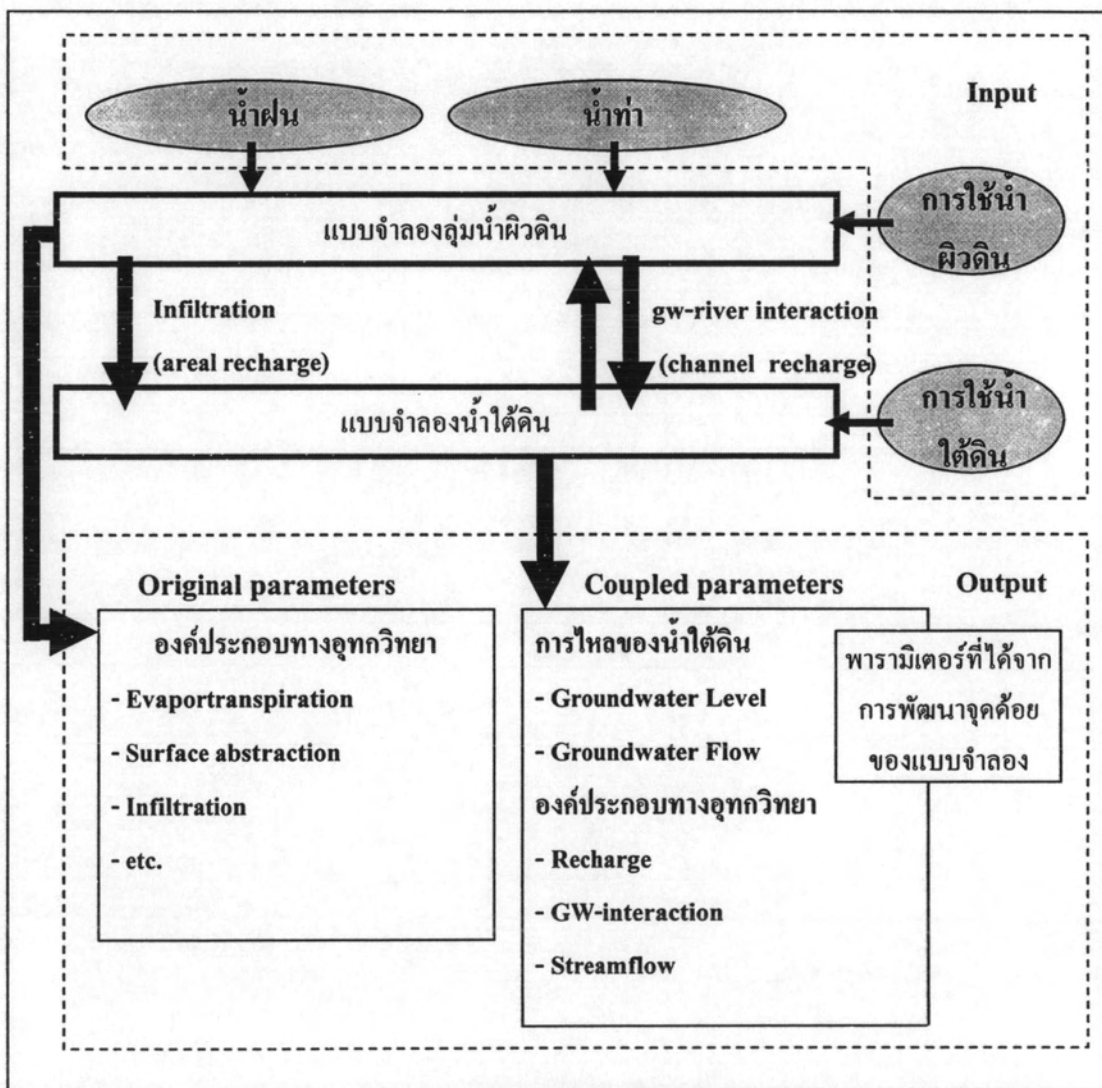 น้ำฝน
น้ำท่า
Input
การใช้น้ำ
ผิวดิน
แบบจำลองลุ่มน้ำผิวดิน
Infiltration
(areal recharge)
gw-river interaction
(channel recharge)
การใช้น้ำ
ใต้ดิน
แบบจำลองน้ำใต้ดิน
Original parameters
Coupled parameters
Output
องค์ประกอบทางอุทกวิทยา
- Evaportranspiration
- Surface abstraction
- Infiltration
- etc.
การไหลของน้ำใต้ดิน
- Groundwater Level
- Groundwater Flow
องค์ประกอบทางอุทกวิทยา
- Recharge
- GW-interaction
- Streamflow
พารามิเตอร์ที่ได้จาก
การพัฒนาจุดค้อย
ของแบบจำลอง